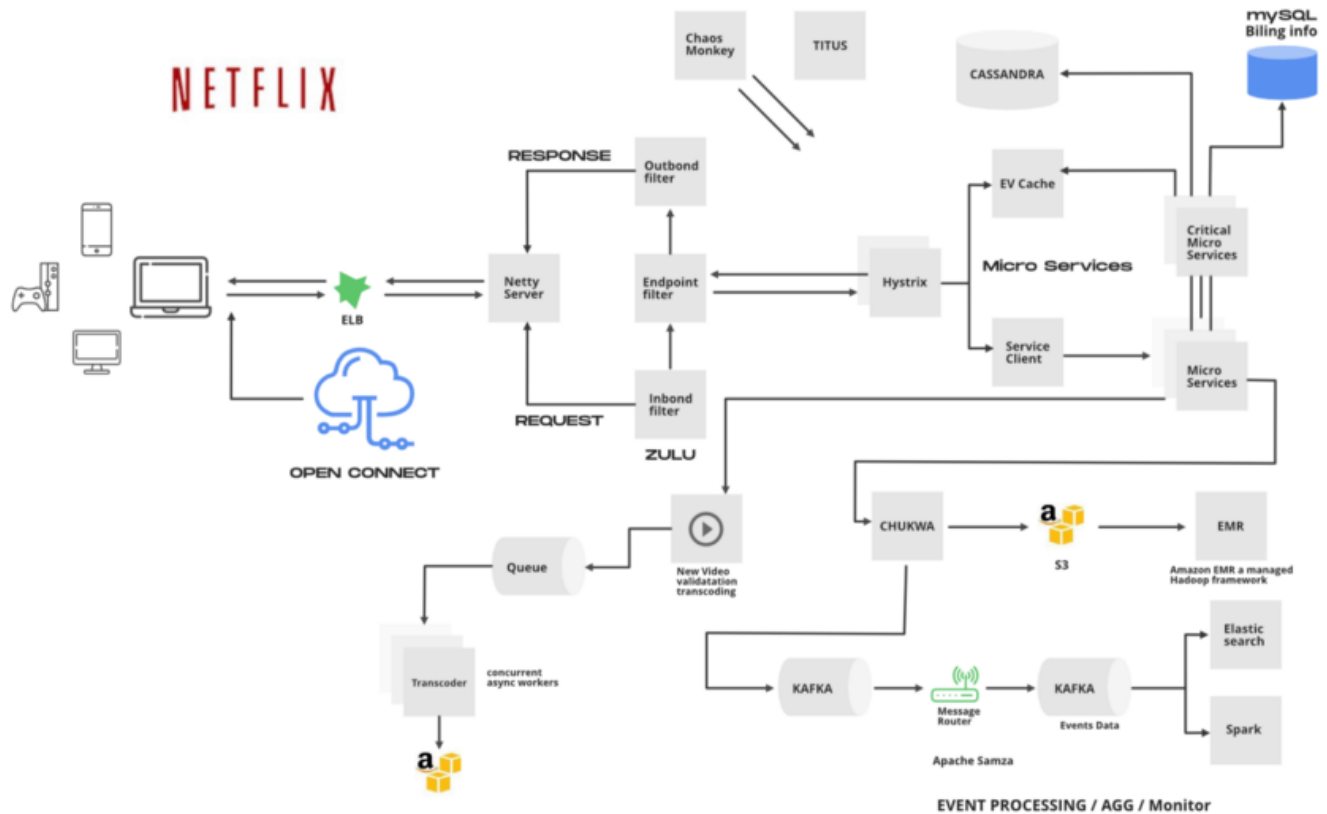 mySQL
Biling info
Chaos
Monkey
TITUS
CASSANDRA
NETFLIX
RESPONSE
Outbond
filter
EV Cache
Critical
Micro
Services
Netty
Server
Endpoint
filter
Hystrix
Micro Services
ELB
Service
Client
Micro
Services
Inbond
filter
REQUEST
ZULU
OPEN CONNECT
CHUKWA
a
S3
EMR
Amazon EMR a managed
Hadoop framework
New Video
validatation
transcoding
Queue
Elastic
search
Transcoder
concurrent
async workers
KAFKA
Message
Router
KAFKA
Events Data
Spark
a
Apache Samza
EVENT PROCESSING / AGG / Monitor